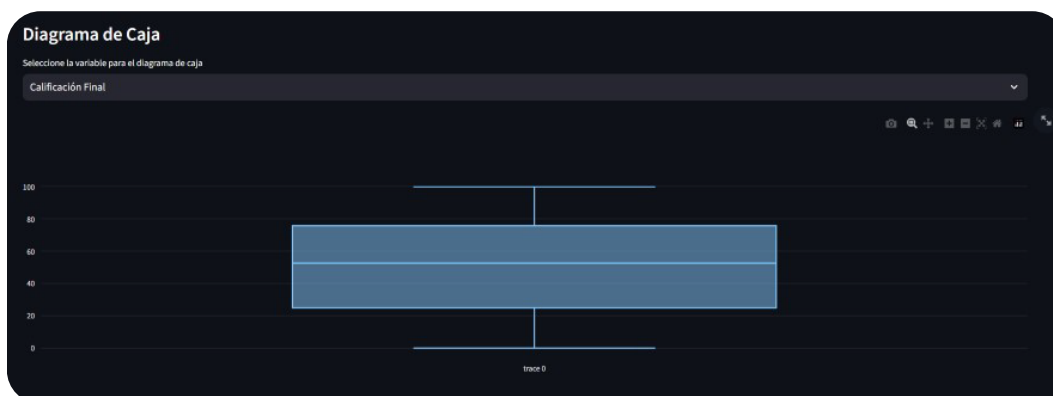 Diagrama de Caja
Seleccione la variable para el diagrama de caja
Calificación Final
100
80
60
40
20
0
trace 0